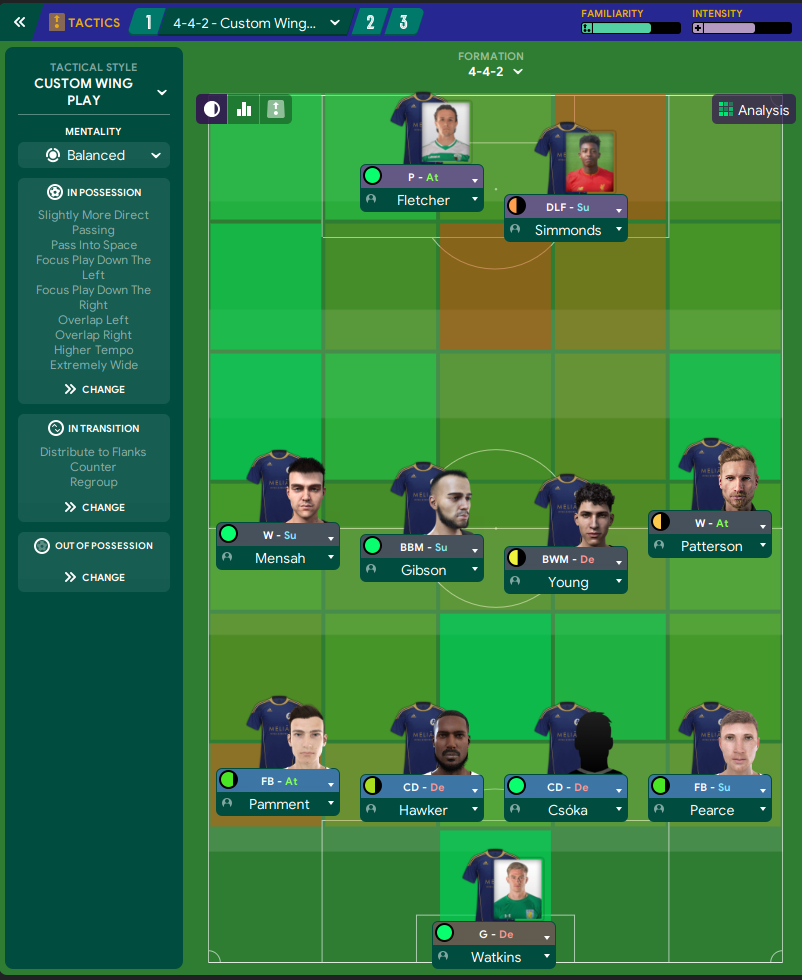 TACTICS
1
4-4-2 - Custom Wing...
2
3
FAMILIARITY
INTENSITY
TACTICAL STYLE
CUSTOM WING
PLAY
MENTALITY
Balanced
IN POSSESSION
Slightly More Direct
Passing
Pass Into Space
Focus Play Down The
Left
Focus Play Down The
Right
Overlap Left
Overlap Right
Higher Tempo
Extremely Wide
CHANGE
IN TRANSITION
Distribute to Flanks
Counter
Regroup
CHANGE
OUT OF POSSESSION
CHANGE
FORMATION
4-4-2
Analysis
P - At
Fletcher
DLF - Su
Simmonds
W - Su
Mensah
BBM - Su
Gibson
BWM - De
Young
W - At
Patterson
FB - At
Pamment
CD - De
Hawker
CD - De
Csóka
FB - Su
Pearce
G - De
Watkins